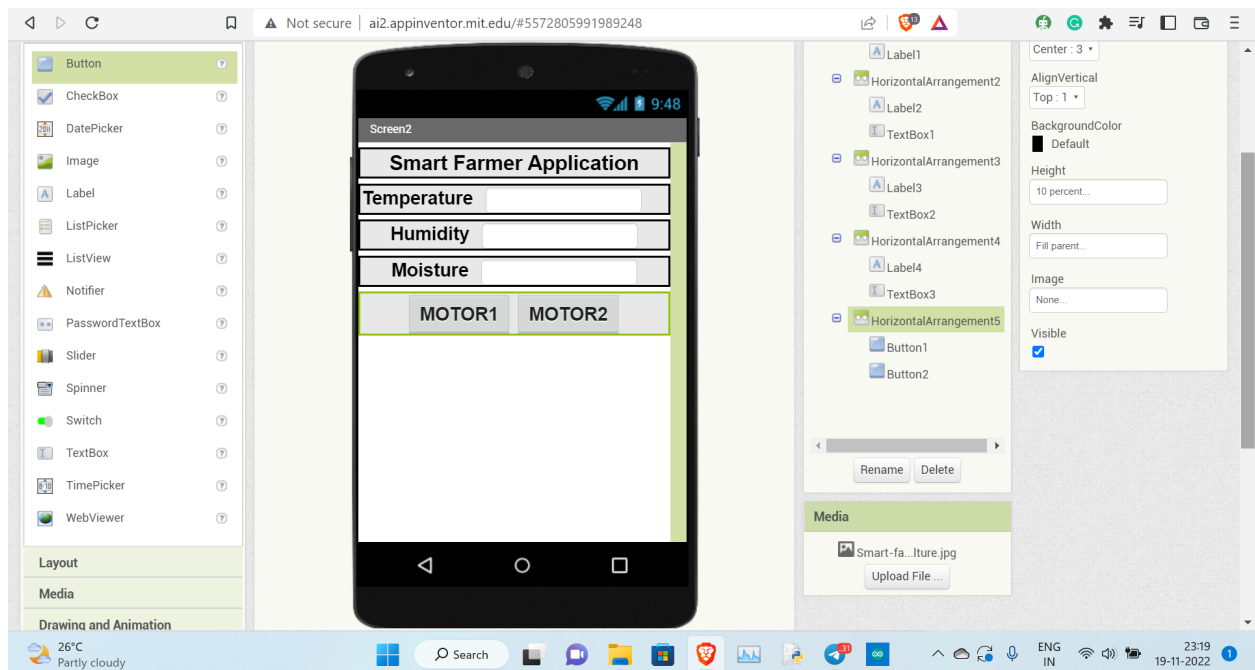 Not secure
ai2.appinventor.mit.edu/#5572805991989248
13
Button
?
CheckBox
?
DatePicker
?
Image
?
Label
?
ListPicker
?
ListView
?
Notifier
?
PasswordTextBox
?
Slider
?
Spinner
?
Switch
?
TextBox
?
TimePicker
?
WebViewer
?
Layout
Media
Drawing and Animation
9:48
Screen2
Smart Farmer Application
Temperature
Humidity
Moisture
MOTOR1 MOTOR2
Label1
HorizontalArrangement2
Label2
TextBox1
HorizontalArrangement3
Label3
TextBox2
HorizontalArrangement4
Label4
TextBox3
HorizontalArrangement5
Button1
Button2
Rename Delete
Media
Smart-fa...lture.jpg
Upload File ...
Center : 3
AlignVertical
Top : 1
BackgroundColor
Default
Height
10 percent...
Width
Fill parent...
Image
None...
Visible
26°C
Partly cloudy
Search
31
ENG
IN
23:19
19-11-2022
1